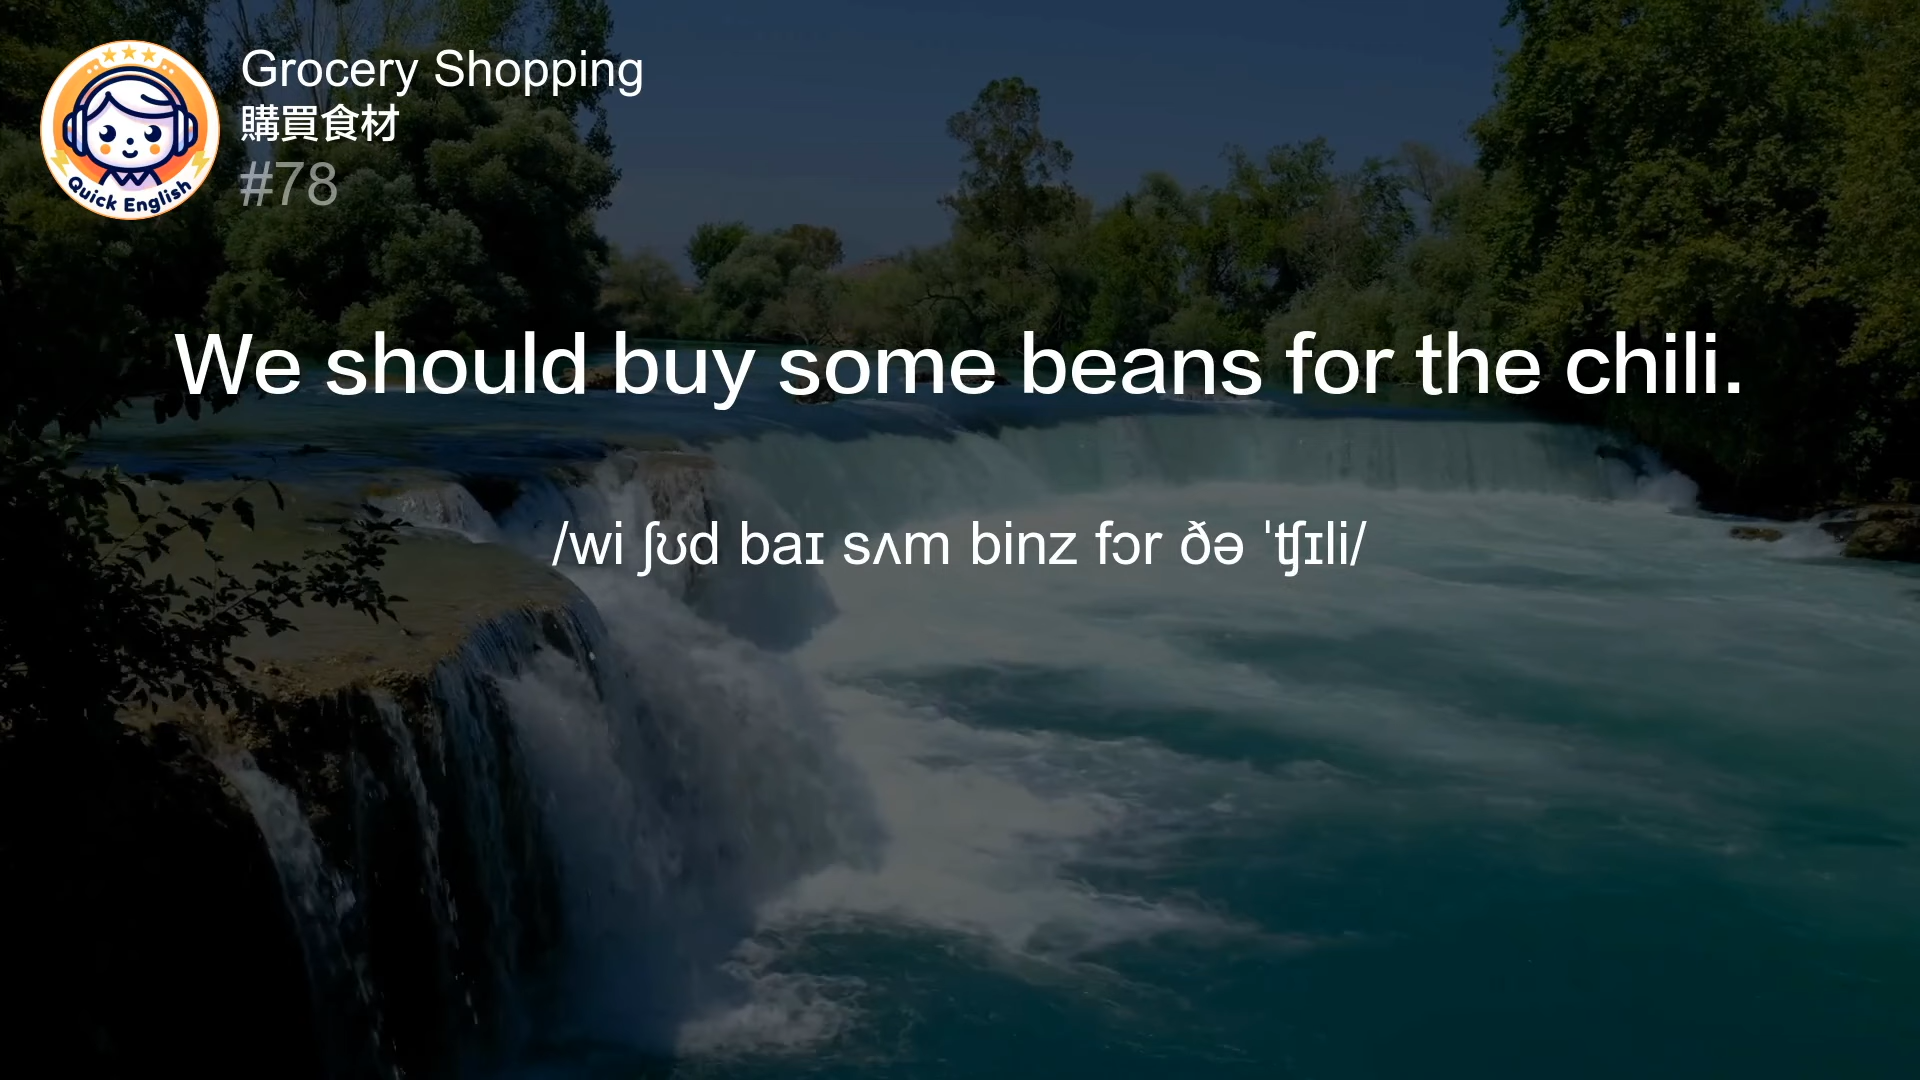 Grocery Shopping
購買食材
#78
Quick English
We should buy some beans for the chili.
/wi ʃʊd baɪ sʌm binz fɔr ðə ˈʧɪli/